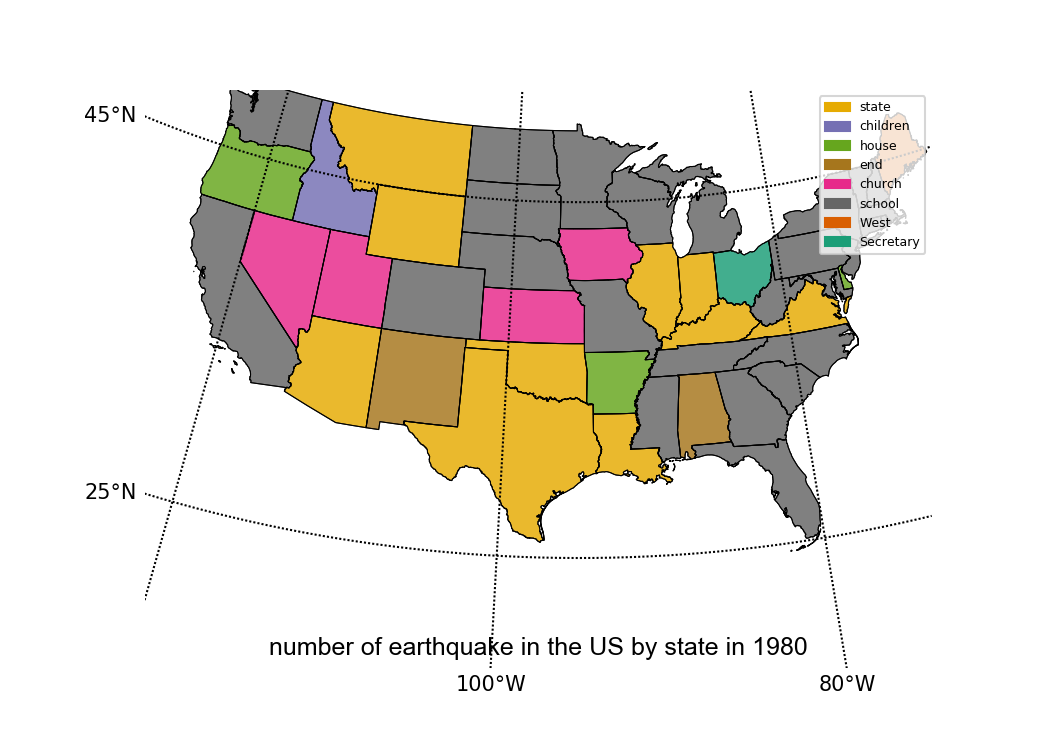 45°N
state
children
house
end
church
school
West
Secretary
25°N
number of earthquake in the US by state in 1980
100°W
80°W